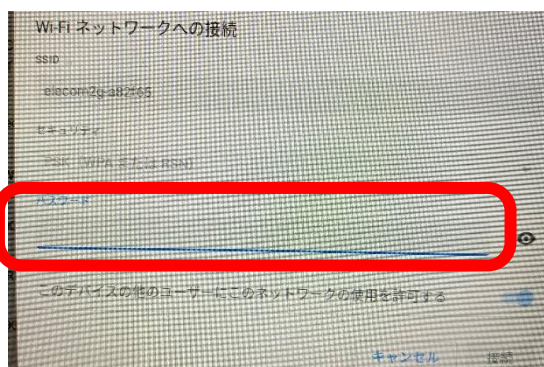 Wi-Fi ネットワークへの接続
SSID
elecom2g-a82f65
セキュリティ
PSK（WPA または RSN）
パスワード
このデバイスの他のユーザーにこのネットワークの使用を許可する
キャンセル
接続